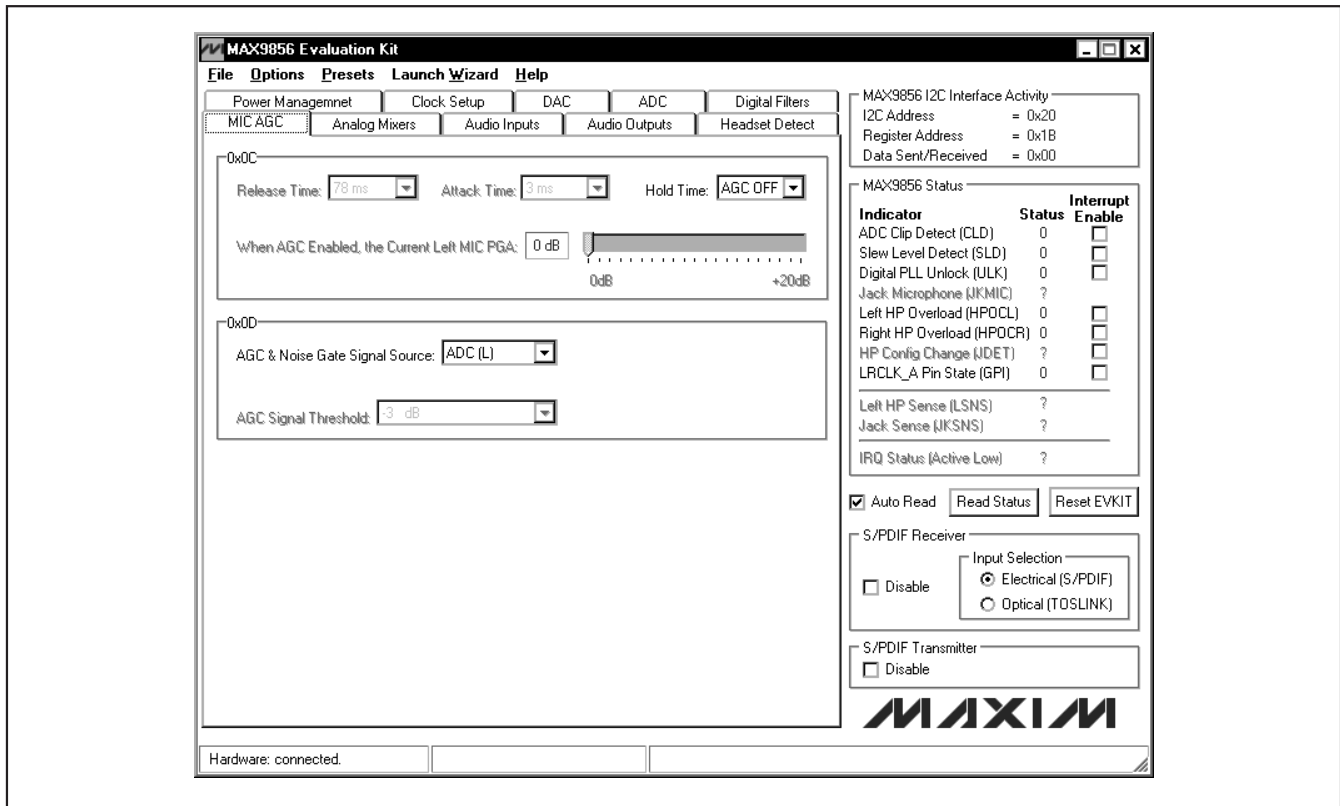 MAX9856 Evaluation Kit
File Options Presets Launch Wizard Help
Power Managemnet Clock Setup DAC ADC Digital Filters
MIC AGC Analog Mixers Audio Inputs Audio Outputs Headset Detect
0x0C
Release Time: 78 ms Attack Time: 3 ms Hold Time: AGC OFF
When AGC Enabled, the Current Left MIC PGA: 0 dB
0dB +20dB
0x0D
AGC & Noise Gate Signal Source: ADC (L)
AGC Signal Threshold: -3 dB
MAX9856 I2C Interface Activity
I2C Address = 0x20
Register Address = 0x1B
Data Sent/Received = 0x00
MAX9856 Status
Indicator Status Interrupt Enable
ADC Clip Detect (CLD) 0
Slew Level Detect (SLD) 0
Digital PLL Unlock (ULK) 0
Jack Microphone (JKMIC) ?
Left HP Overload (HPOCL) 0
Right HP Overload (HPOCR) 0
HP Config Change (JDET) ?
LRCLK_A Pin State (GPI) 0
Left HP Sense (LSNS) ?
Jack Sense (JKSNS) ?
IRQ Status (Active Low) ?
Auto Read Read Status Reset EVKIT
S/PDIF Receiver
Input Selection
Disable
Electrical (S/PDIF)
Optical (TOSLINK)
S/PDIF Transmitter
Disable
MAXIM
Hardware: connected.